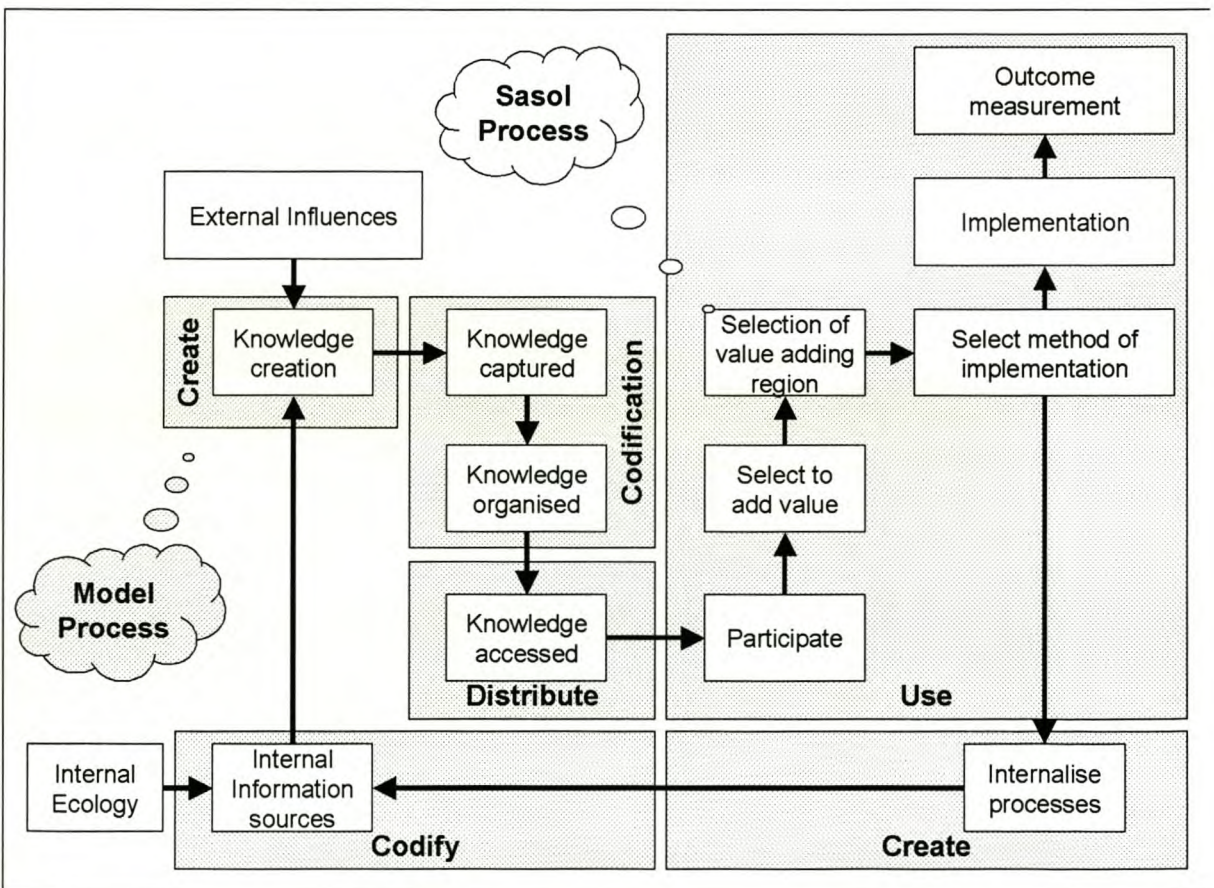 Sasol
Process
Outcome
measurement
External Influences
Implementation
Create
Knowledge
creation
Knowledge
captured
Codification
Selection of
value adding
region
Select method of
implementation
Knowledge
organised
Select to
add value
Model
Process
Knowledge
accessed
Participate
Distribute
Use
Internal
Ecology
Internal
Information
sources
Internalise
processes
Codify
Create